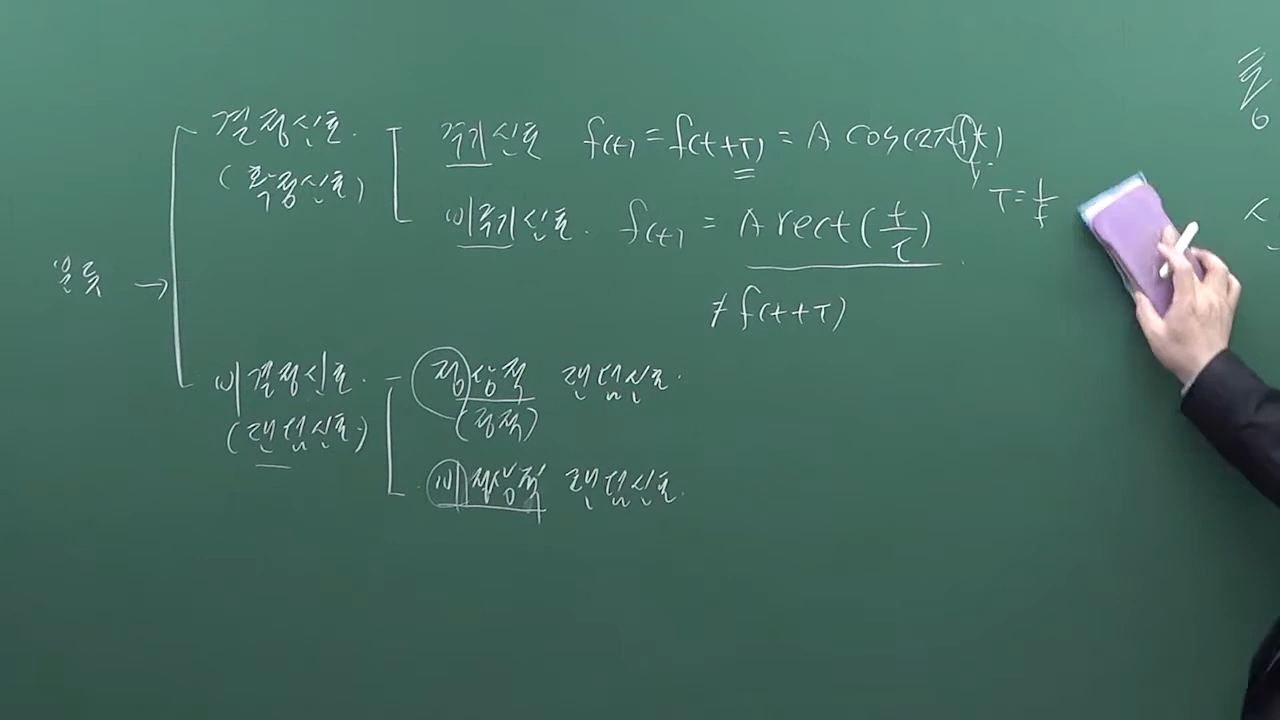 결정신호. 주기신호 f(t) = f(t+T) = A cos(2πft)
(확정신호) T = 1/f
비주기신호. f(t) = A rect(t/τ)
→
≠ f(t+T)
비결정신호. 정상적 랜덤신호.
(랜덤신호) (정적)
비정상적 랜덤신호.
6